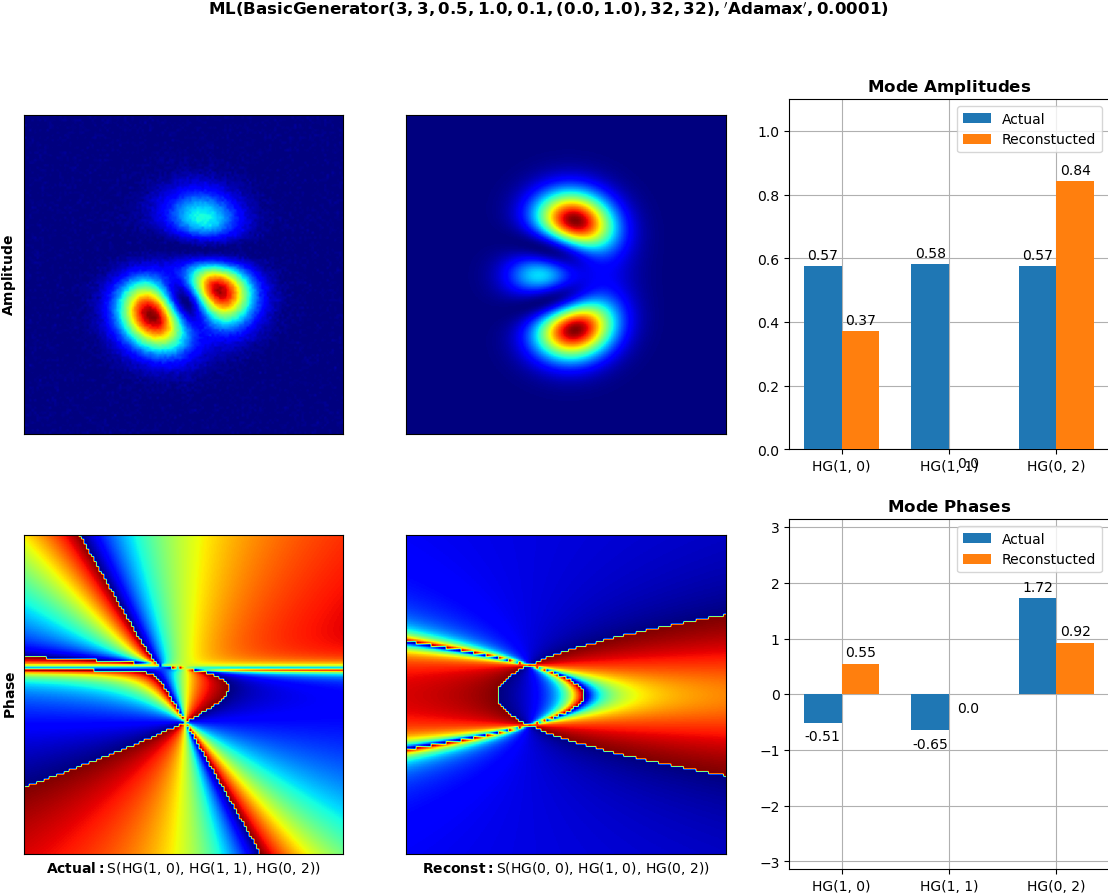 ML(BasicGenerator(3, 3, 0.5, 1.0, 0.1, (0.0, 1.0), 32, 32), 'Adamax', 0.0001)
Amplitude
Mode Amplitudes
Actual
Reconstucted
1.0
0.8
0.6
0.4
0.2
0.0
0.57
0.37
0.58
0.0
0.57
0.84
HG(1, 0)
HG(1, 1)
HG(0, 2)
Phase
Actual: S(HG(1, 0), HG(1, 1), HG(0, 2))
Reconst: S(HG(0, 0), HG(1, 0), HG(0, 2))
Mode Phases
Actual
Reconstucted
3
2
1
0
−1
−2
−3
-0.51
0.55
-0.65
0.0
1.72
0.92
HG(1, 0)
HG(1, 1)
HG(0, 2)